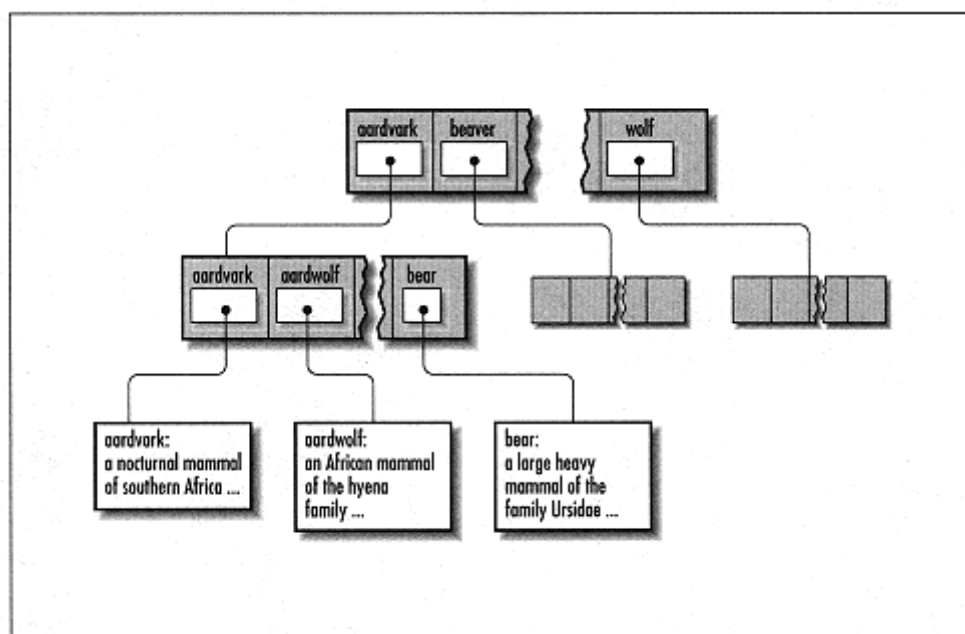 aardvark beaver wolf
aardvark aardwolf bear
aardvark:
a nocturnal mammal
of southern Africa ...
aardwolf:
an African mammal
of the hyena
family ...
bear:
a large heavy
mammal of the
family Ursidae ...